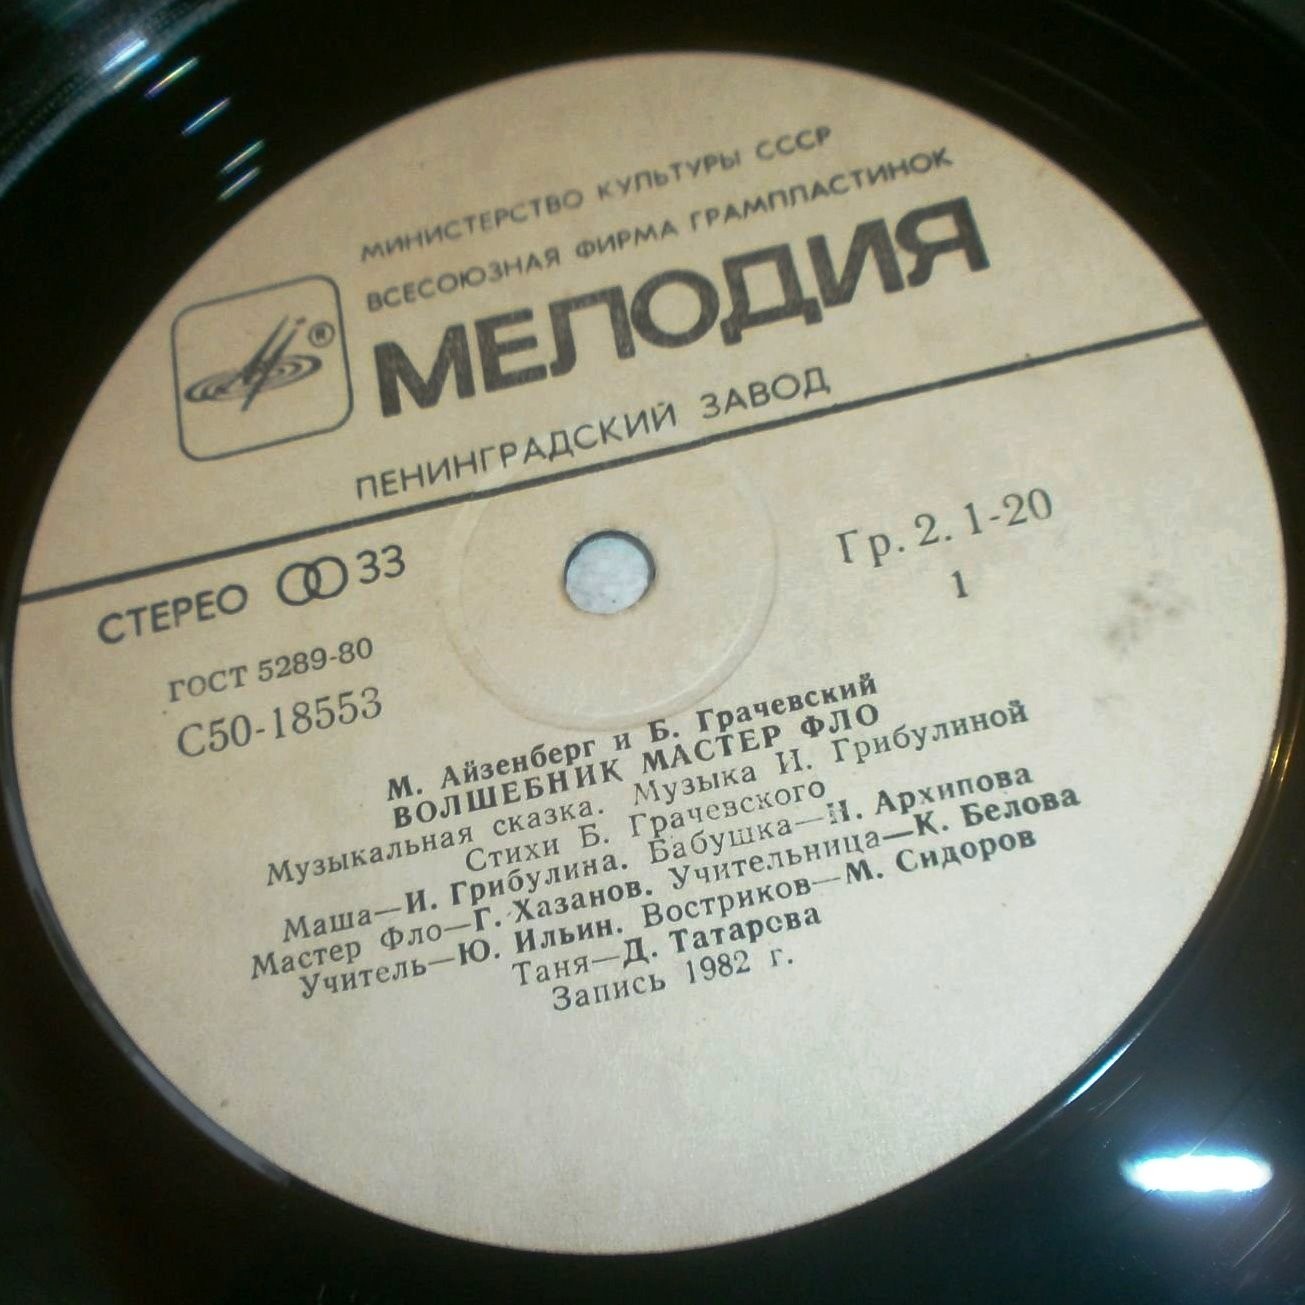 МИНИСТЕРСТВО КУЛЬТУРЫ СССР
ВСЕСОЮЗНАЯ ФИРМА ГРАМПЛАСТИНОК
МЕЛОДИЯ
®
ЛЕНИНГРАДСКИЙ ЗАВОД
СТЕРЕО 33
Гр. 2. 1-20
ГОСТ 5289-80
1
С50-18553
М. Айзенберг и Б. Грачевский
ВОЛШЕБНИК МАСТЕР ФЛО
Музыкальная сказка. Музыка И. Грибулиной
Стихи Б. Грачевского
Маша—И. Грибулина. Бабушка—Н. Архипова
Мастер Фло—Г. Хазанов. Учительница—К. Белова
Учитель—Ю. Ильин. Востриков—М. Сидоров
Таня—Д. Татарова
Запись 1982 г.